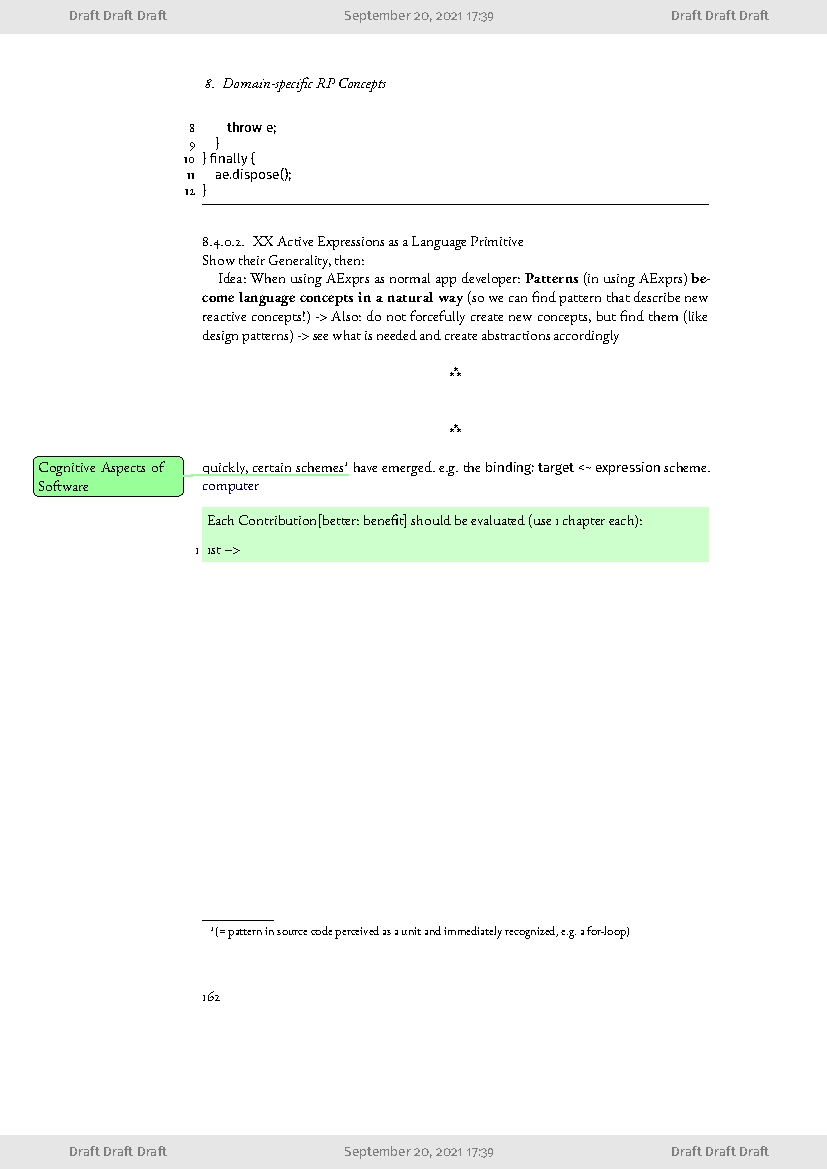 Draft Draft Draft September 20, 2021 17:39 Draft Draft Draft
8. Domain-specific RP Concepts
8 throw e;
9 }
10 } finally {
11 ae.dispose();
12 }
8.4.0.2. XX Active Expressions as a Language Primitive
Show their Generality, then:
Idea: When using AExprs as normal app developer: Patterns (in using AExprs) be-
come language concepts in a natural way (so we can find pattern that describe new
reactive concepts!) -> Also: do not forcefully create new concepts, but find them (like
design patterns) -> see what is needed and create abstractions accordingly
⁂
⁂
Cognitive Aspects of
Software
quickly, certain schemes¹ have emerged. e.g. the binding: target <~ expression scheme.
computer
Each Contribution[better: benefit] should be evaluated (use 1 chapter each):
1 1st –>
¹(= pattern in source code perceived as a unit and immediately recognized, e.g. a for-loop)
162
Draft Draft Draft September 20, 2021 17:39 Draft Draft Draft